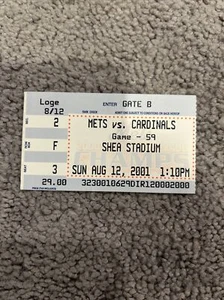 Loge
8/12
ENTER GATE B
2
METS vs. CARDINALS
Game - 59
F
SHEA STADIUM
3
SUN AUG 12, 2001 1:10PM
29.00
3230010629DIR120002000